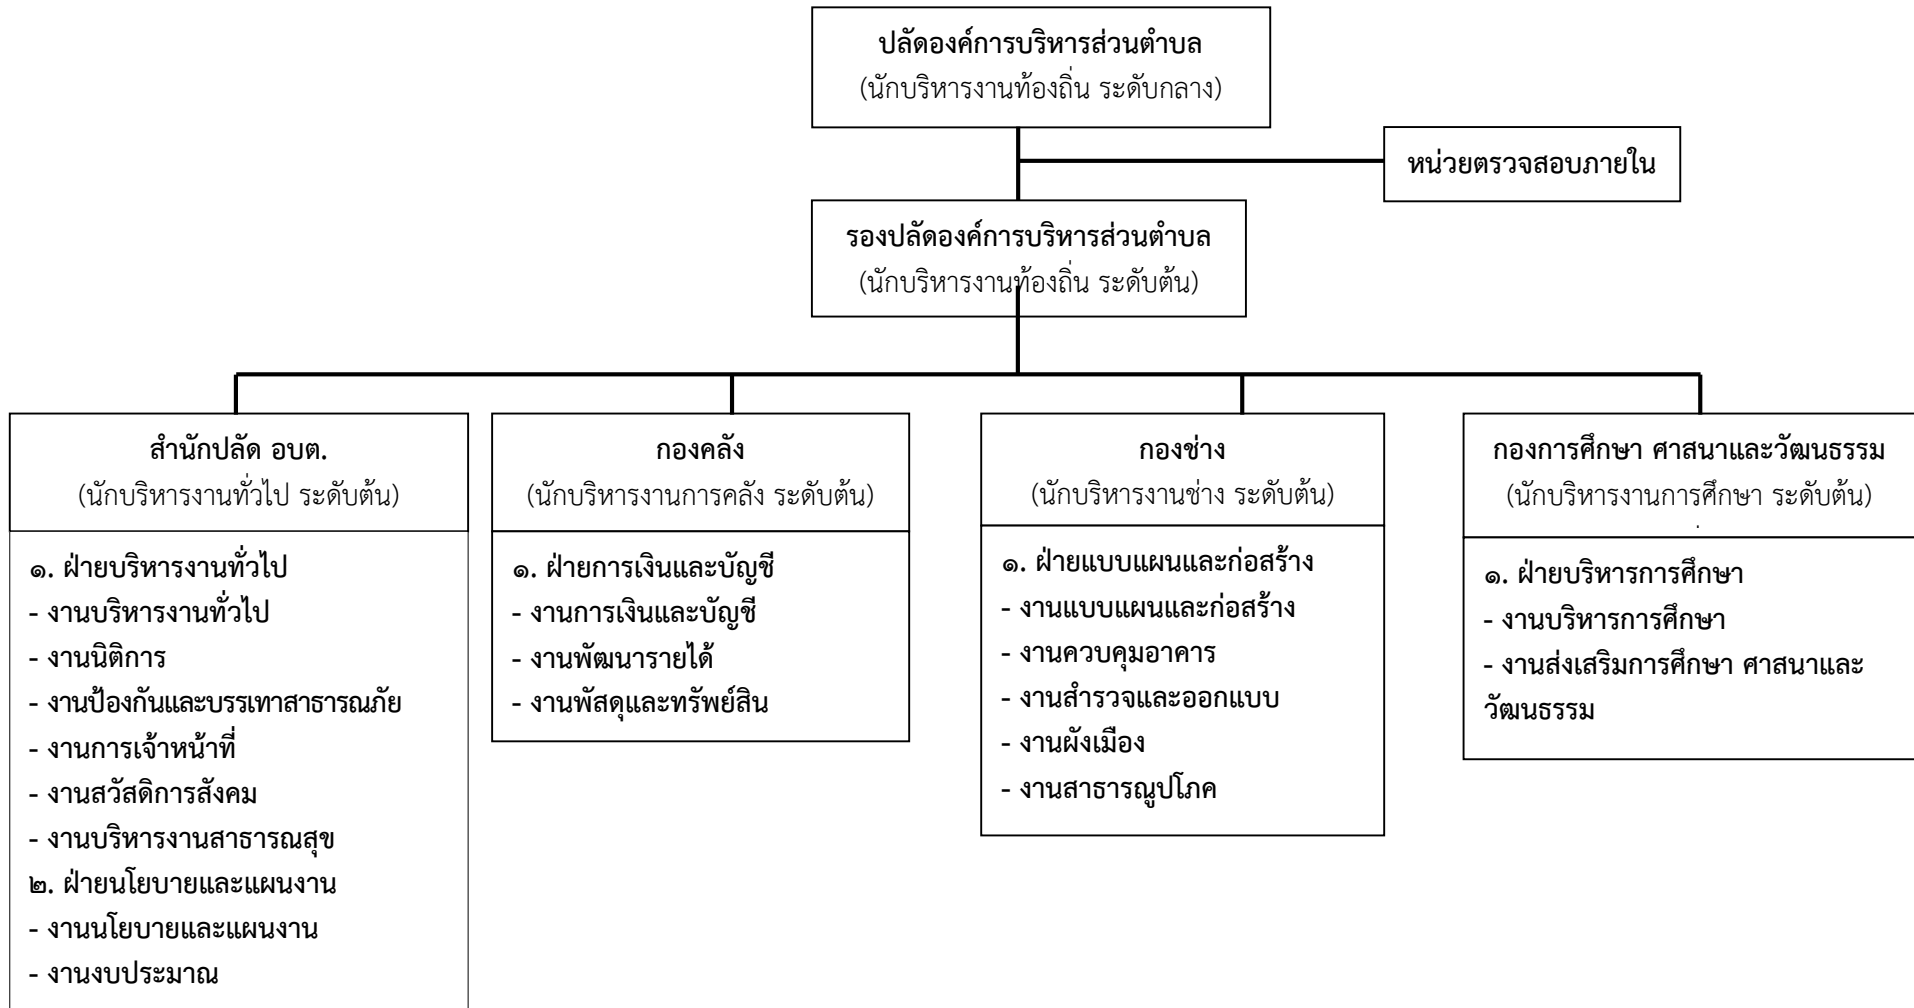 ปลัดองค์การบริหารส่วนตำบล
(นักบริหารงานท้องถิ่น ระดับกลาง)
หน่วยตรวจสอบภายใน
รองปลัดองค์การบริหารส่วนตำบล
(นักบริหารงานท้องถิ่น ระดับต้น)
สำนักปลัด อบต.
(นักบริหารงานทั่วไป ระดับต้น)
๑. ฝ่ายบริหารงานทั่วไป
- งานบริหารงานทั่วไป
- งานนิติการ
- งานป้องกันและบรรเทาสาธารณภัย
- งานการเจ้าหน้าที่
- งานสวัสดิการสังคม
- งานบริหารงานสาธารณสุข
๒. ฝ่ายนโยบายและแผนงาน
- งานนโยบายและแผนงาน
- งานงบประมาณ
กองคลัง
(นักบริหารงานการคลัง ระดับต้น)
๑. ฝ่ายการเงินและบัญชี
- งานการเงินและบัญชี
- งานพัฒนารายได้
- งานพัสดุและทรัพย์สิน
กองช่าง
(นักบริหารงานช่าง ระดับต้น)
๑. ฝ่ายแบบแผนและก่อสร้าง
- งานแบบแผนและก่อสร้าง
- งานควบคุมอาคาร
- งานสำรวจและออกแบบ
- งานผังเมือง
- งานสาธารณูปโภค
กองการศึกษา ศาสนาและวัฒนธรรม
(นักบริหารงานการศึกษา ระดับต้น)
.
๑. ฝ่ายบริหารการศึกษา
- งานบริหารการศึกษา
- งานส่งเสริมการศึกษา ศาสนาและ
วัฒนธรรม